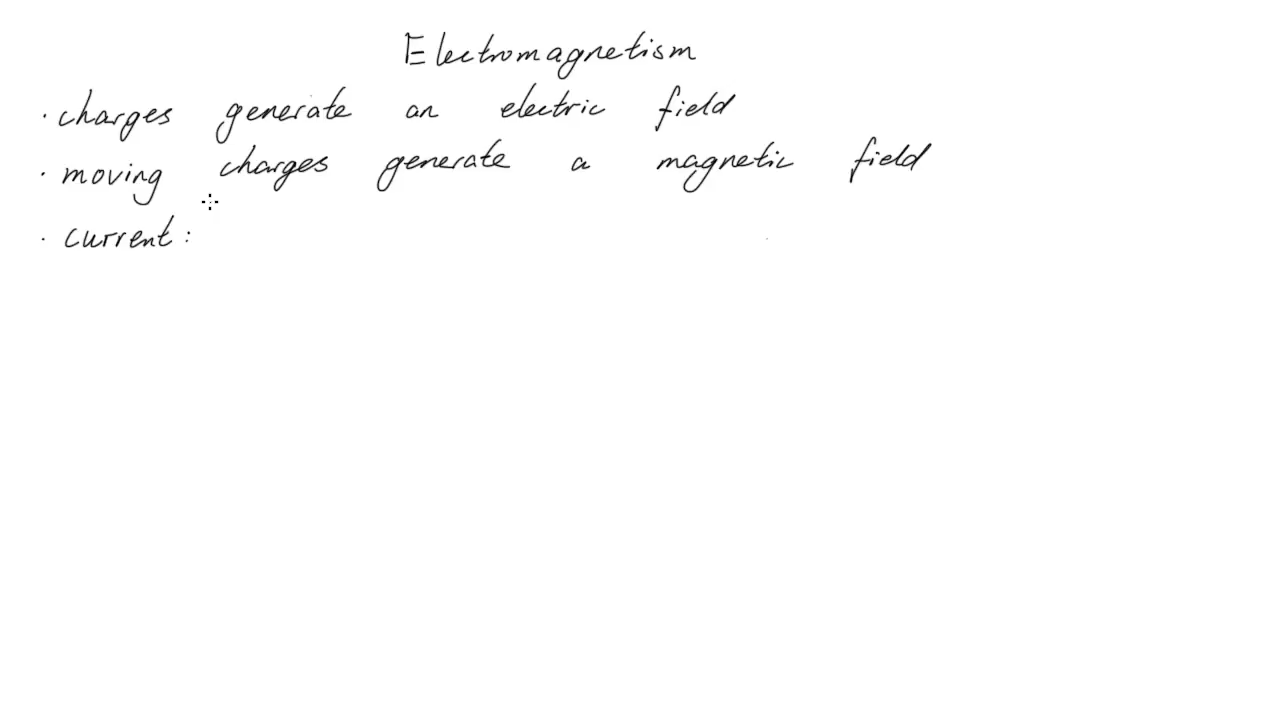 Electromagnetism
· charges generate an electric field
· moving charges generate a magnetic field
· current: